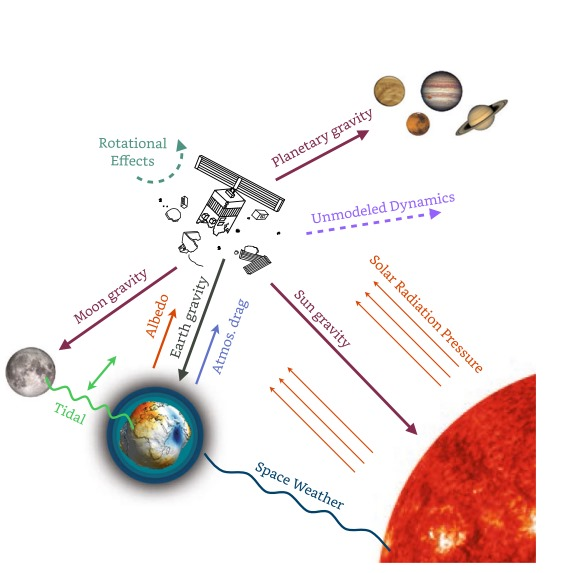 Planetary gravity
Rotational
Effects
Unmodeled Dynamics
Moon gravity
Albedo
Earth gravity
Atmos. drag
Sun gravity
Solar Radiation Pressure
Tidal
Space Weather